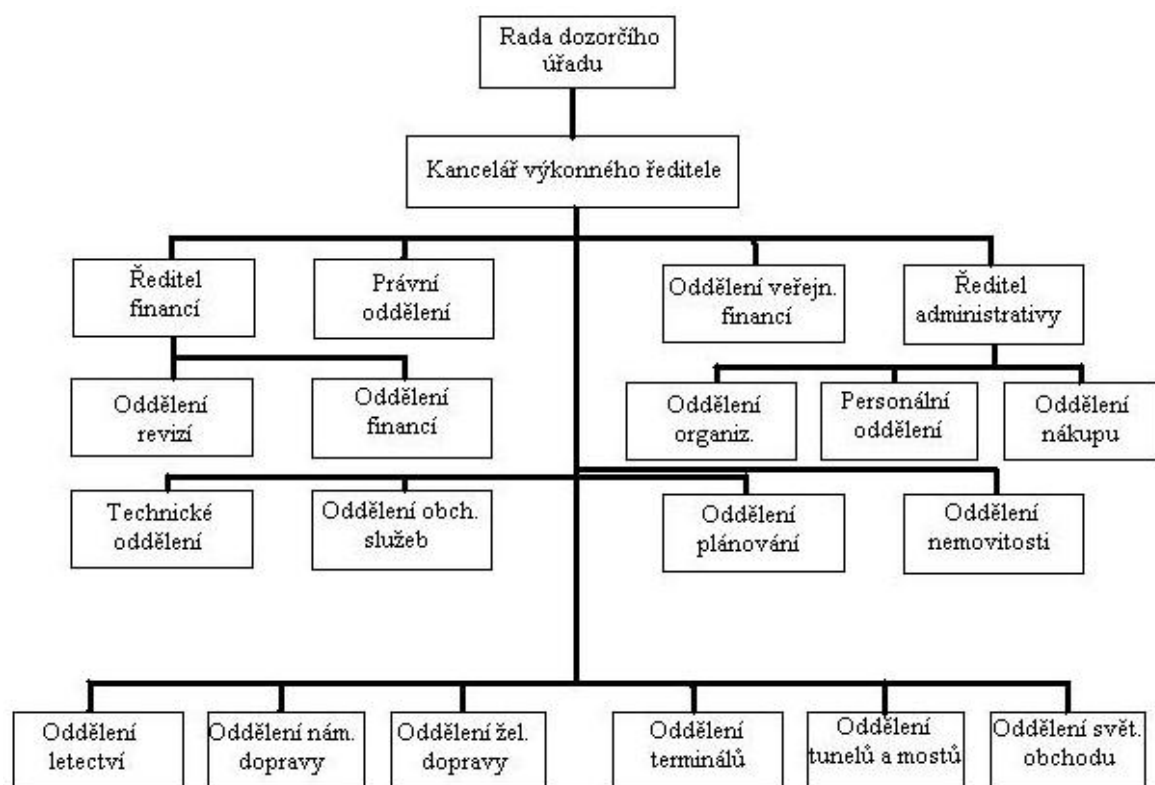 Rada dozorčího
úřadu
Kancelář výkonného ředitele
Ředitel
financí
Právní
oddělení
Oddělení veřejn.
financí
Ředitel
administrativy
Oddělení
revizí
Oddělení
financí
Oddělení
organiz.
Personální
oddělení
Oddělení
nákupu
Technické
oddělení
Oddělení obch.
služeb
Oddělení
plánování
Oddělení
nemovitosti
Oddělení
letectví
Oddělení nám.
dopravy
Oddělení žel.
dopravy
Oddělení
terminálů
Oddělení
tunelů a mostů
Oddělení svět.
obchodu